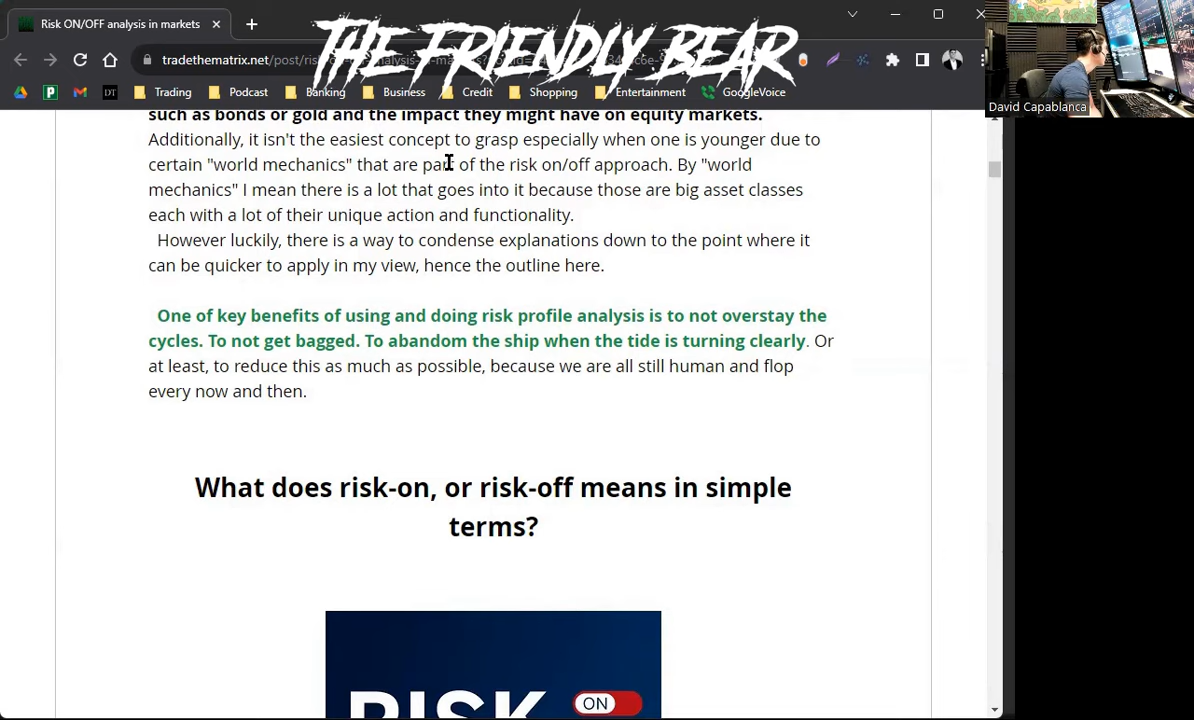 Risk ON/OFF analysis in markets
THE FRIENDLY BEAR
tradethematrix.net/post/
Trading Podcast Banking Business Credit Shopping Entertainment GoogleVoice
David Capablanca
such as bonds or gold and the impact they might have on equity markets.
Additionally, it isn't the easiest concept to grasp especially when one is younger due to
certain "world mechanics" that are part of the risk on/off approach. By "world
mechanics" I mean there is a lot that goes into it because those are big asset classes
each with a lot of their unique action and functionality.
However luckily, there is a way to condense explanations down to the point where it
can be quicker to apply in my view, hence the outline here.
One of key benefits of using and doing risk profile analysis is to not overstay the
cycles. To not get bagged. To abandom the ship when the tide is turning clearly. Or
at least, to reduce this as much as possible, because we are all still human and flop
every now and then.
What does risk-on, or risk-off means in simple
terms?
RISK
ON